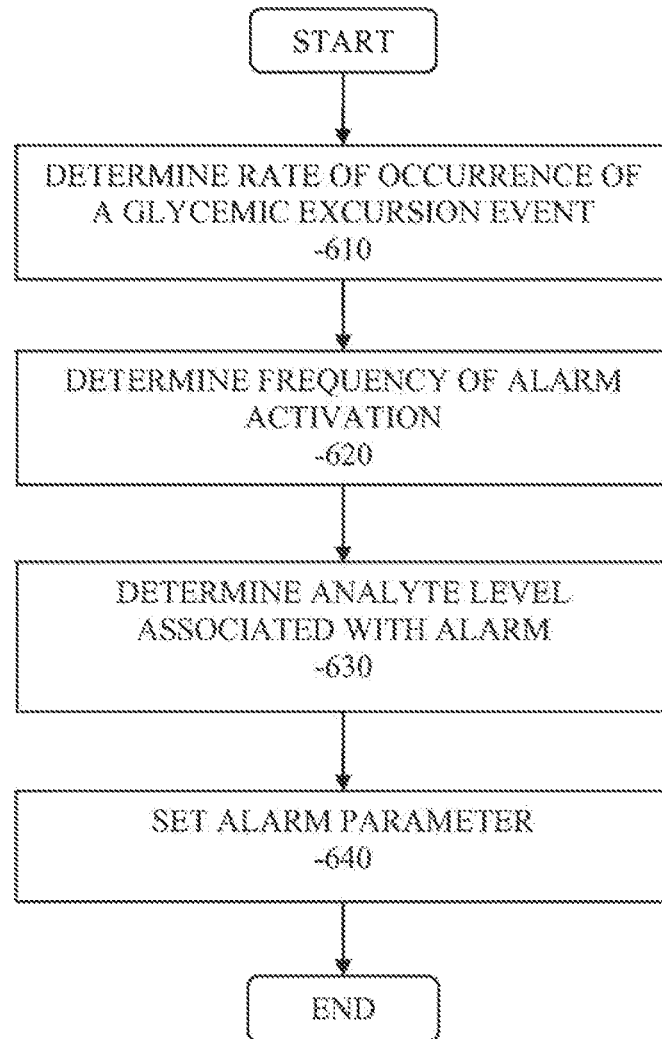 START
DETERMINE RATE OF OCCURRENCE OF
A GLYCEMIC EXCURSION EVENT
-610
DETERMINE FREQUENCY OF ALARM
ACTIVATION
-620
DETERMINE ANALYTE LEVEL
ASSOCIATED WITH ALARM
-630
SET ALARM PARAMETER
-640
END